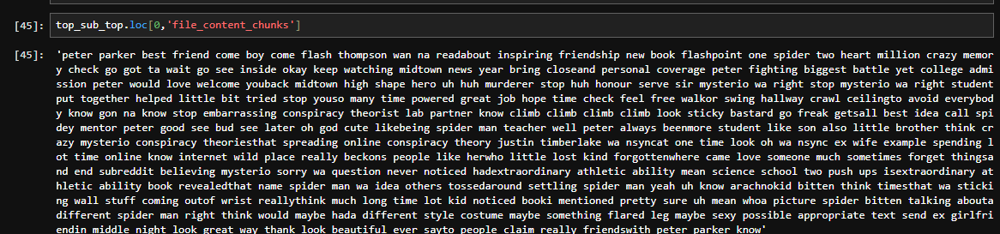 [45]: top_sub_top.loc[0,'file_content_chunks']
[45]: 'peter parker best friend come boy come flash thompson wan na readabout inspiring friendship new book flashpoint one spider two heart million crazy memor
y check go got ta wait go see inside okay keep watching midtown news year bring closeand personal coverage peter fighting biggest battle yet college admi
ssion peter would love welcome youback midtown high shape hero uh huh murderer stop huh honour serve sir mysterio wa right stop mysterio wa right student
put together helped little bit tried stop youso many time powered great job hope time check feel free walkor swing hallway crawl ceilingto avoid everybod
y know gon na know stop embarrassing conspiracy theorist lab partner know climb climb climb climb look sticky bastard go freak getsall best idea call spi
dey mentor peter good see bud see later oh god cute likebeing spider man teacher well peter always beenmore student like son also little brother think cr
azy mysterio conspiracy theoriesthat spreading online conspiracy theory justin timberlake wa nsyncat one time look oh wa nsync ex wife example spending l
ot time online know internet wild place really beckons people like herwho little lost kind forgottenwhere came love someone much sometimes forget thingsa
nd end subreddit believing mysterio sorry wa question never noticed hadextraordinary athletic ability mean science school two push ups isextraordinary at
hletic ability book revealedthat name spider man wa idea others tossedaround settling spider man yeah uh know arachnokid bitten think timesthat wa sticki
ng wall stuff coming outof wrist reallythink much long time lot kid noticed booki mentioned pretty sure uh mean whoa picture spider bitten talking abouta
different spider man right think would maybe hada different style costume maybe something flared leg maybe sexy possible appropriate text send ex girlfri
endin middle night look great way thank look beautiful ever sayto people claim really friendswith peter parker know'